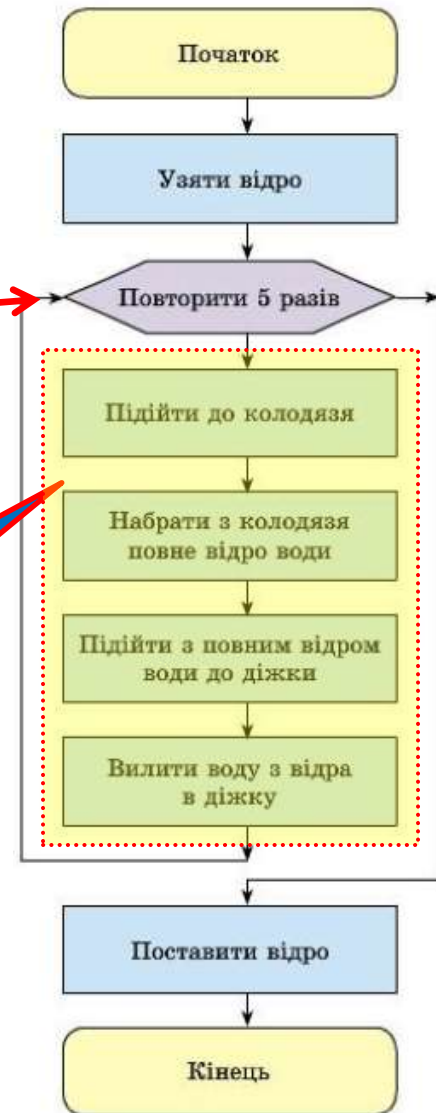 Початок
Узяти відро
Повторити 5 разів
Підійти до колодязя
Набрати з колодязя
повне відро води
Підійти з повним відром
води до діжки
Вилити воду з відра
в діжку
Поставити відро
Кінець